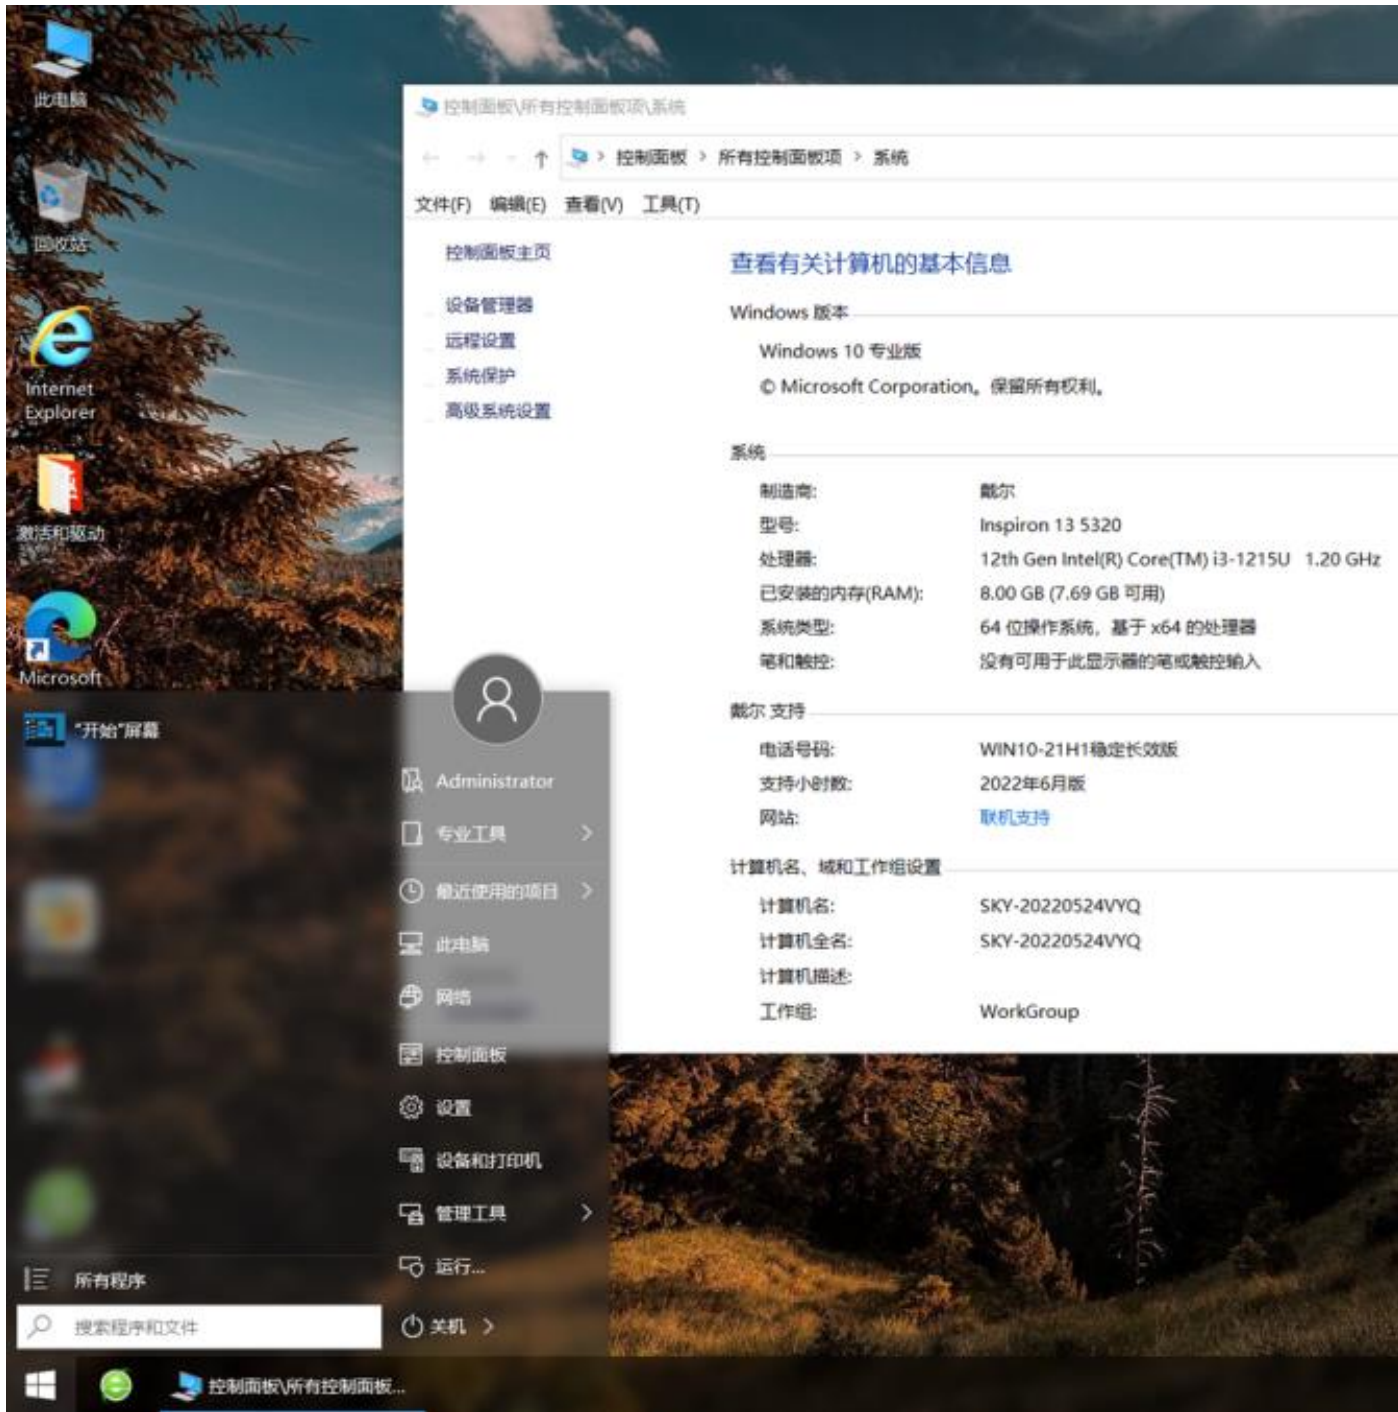 此电脑
回收站
Internet
Explorer
激活和驱动
Microsoft
控制面板\所有控制面板项\系统
控制面板 > 所有控制面板项 > 系统
文件(F) 编辑(E) 查看(V) 工具(T)
控制面板主页
设备管理器
远程设置
系统保护
高级系统设置
查看有关计算机的基本信息
Windows 版本
Windows 10 专业版
© Microsoft Corporation。保留所有权利。
系统
制造商: 戴尔
型号: Inspiron 13 5320
处理器: 12th Gen Intel(R) Core(TM) i3-1215U 1.20 GHz
已安装的内存(RAM): 8.00 GB (7.69 GB 可用)
系统类型: 64 位操作系统，基于 x64 的处理器
笔和触控: 没有可用于此显示器的笔或触控输入
戴尔 支持
电话号码: WIN10-21H1稳定长效版
支持小时数: 2022年6月版
网站: 联机支持
计算机名、域和工作组设置
计算机名: SKY-20220524VYQ
计算机全名: SKY-20220524VYQ
计算机描述:
工作组: WorkGroup
"开始"屏幕
Administrator
专业工具
最近使用的项目
此电脑
网络
控制面板
设置
设备和打印机
管理工具
运行...
关机
所有程序
搜索程序和文件
控制面板\所有控制面板...